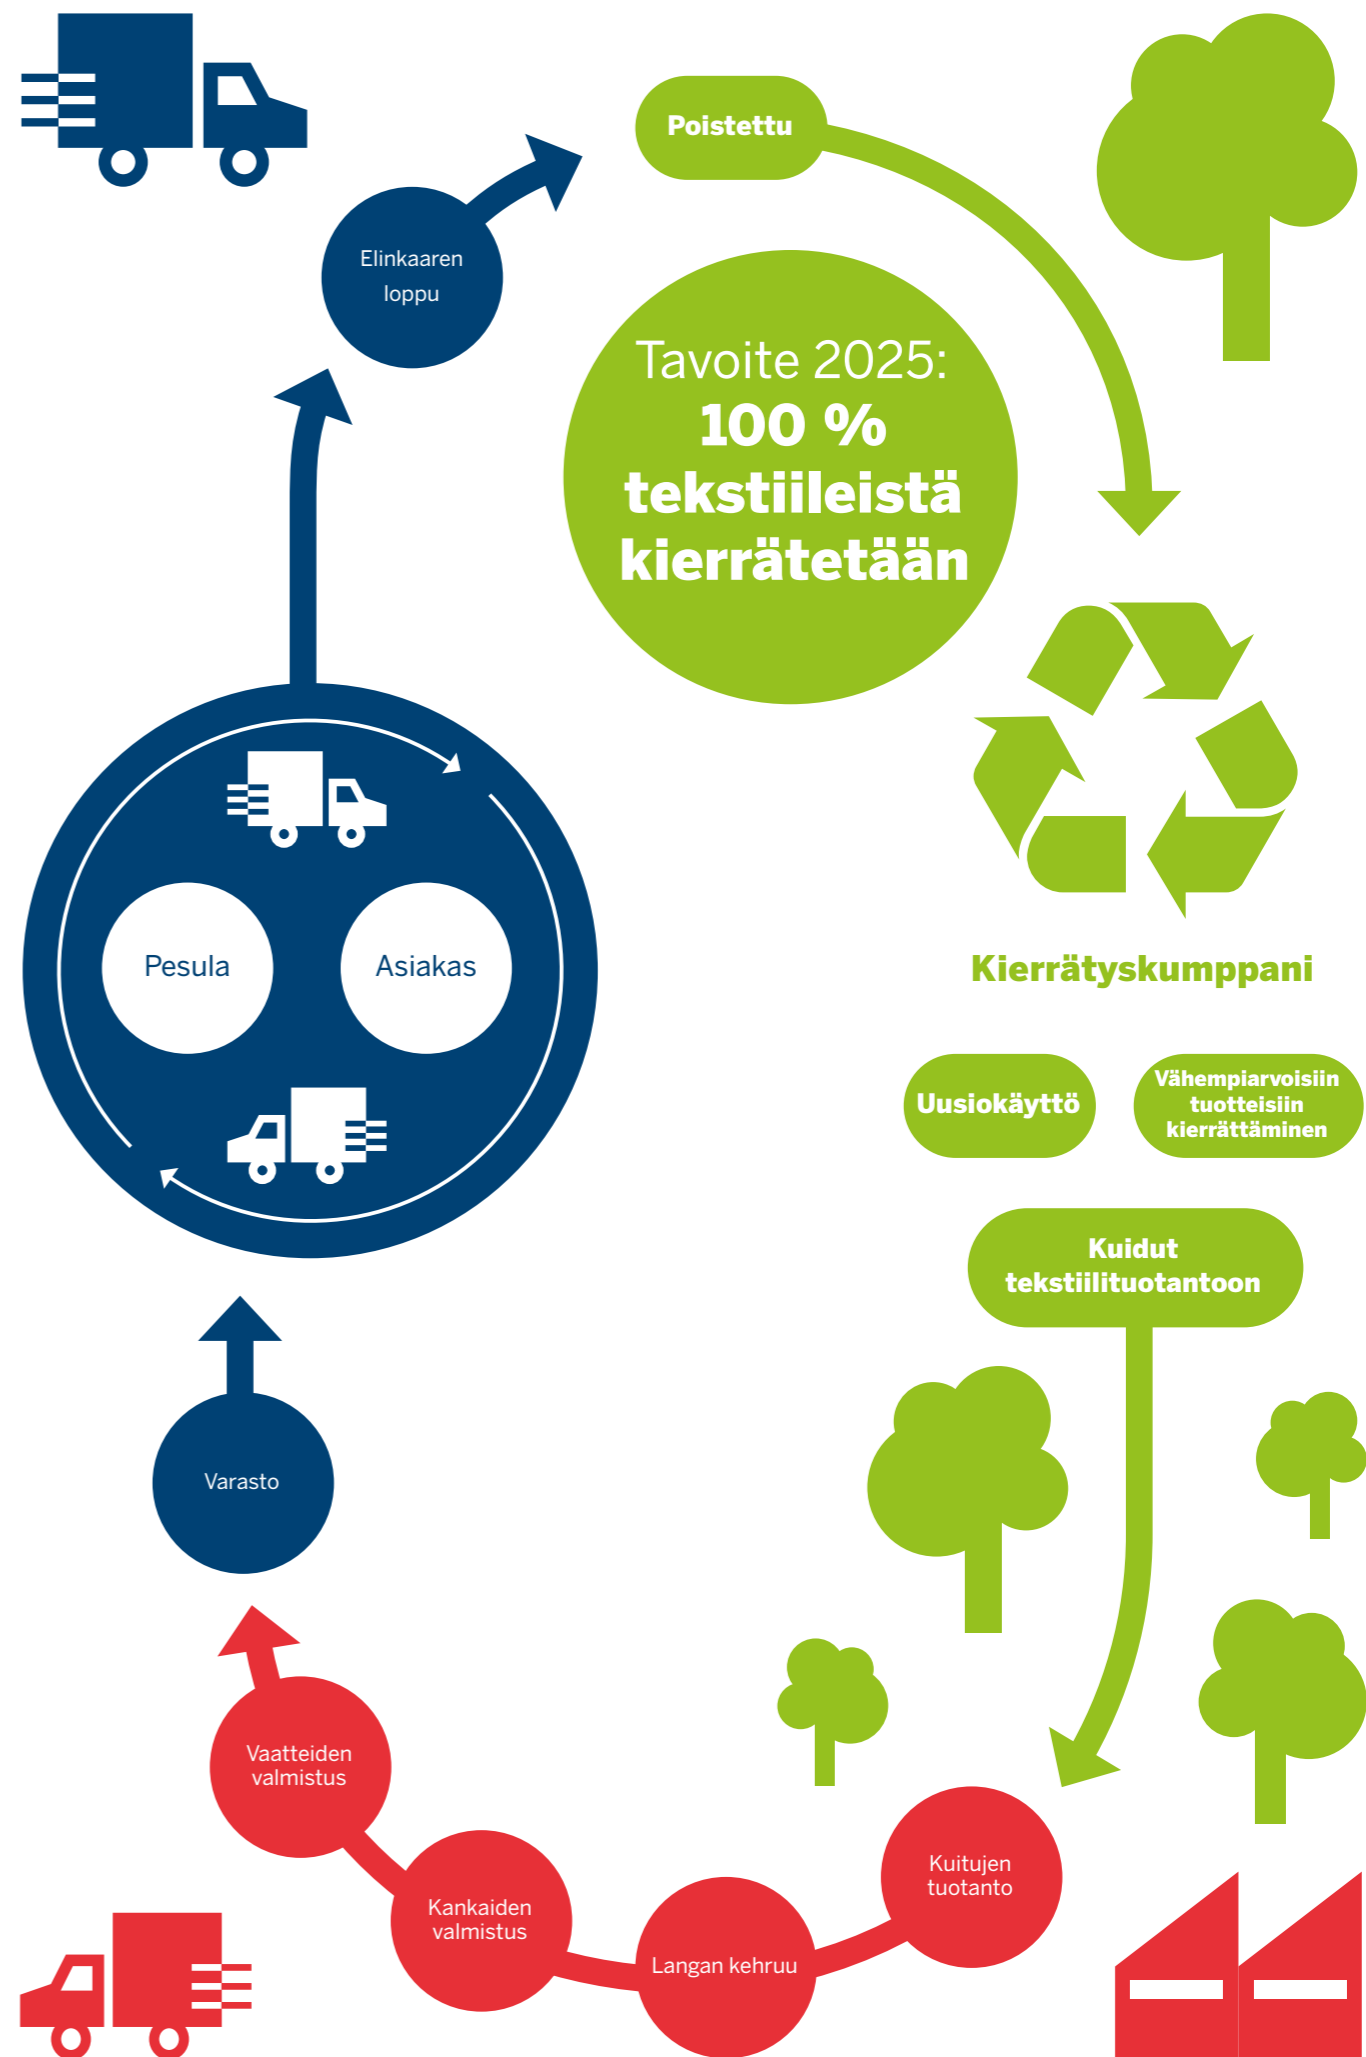 Poistettu
Elinkaaren
loppu
Tavoite 2025:
100 %
tekstiileistä
kierrätetään
Pesula
Asiakas
Kierrätyskumppani
Uusiokäyttö
Vähempiarvoisiin
tuotteisiin
kierrättäminen
Kuidut
tekstiilituotantoon
Varasto
Vaatteiden
valmistus
Kankaiden
valmistus
Langan kehruu
Kuitujen
tuotanto